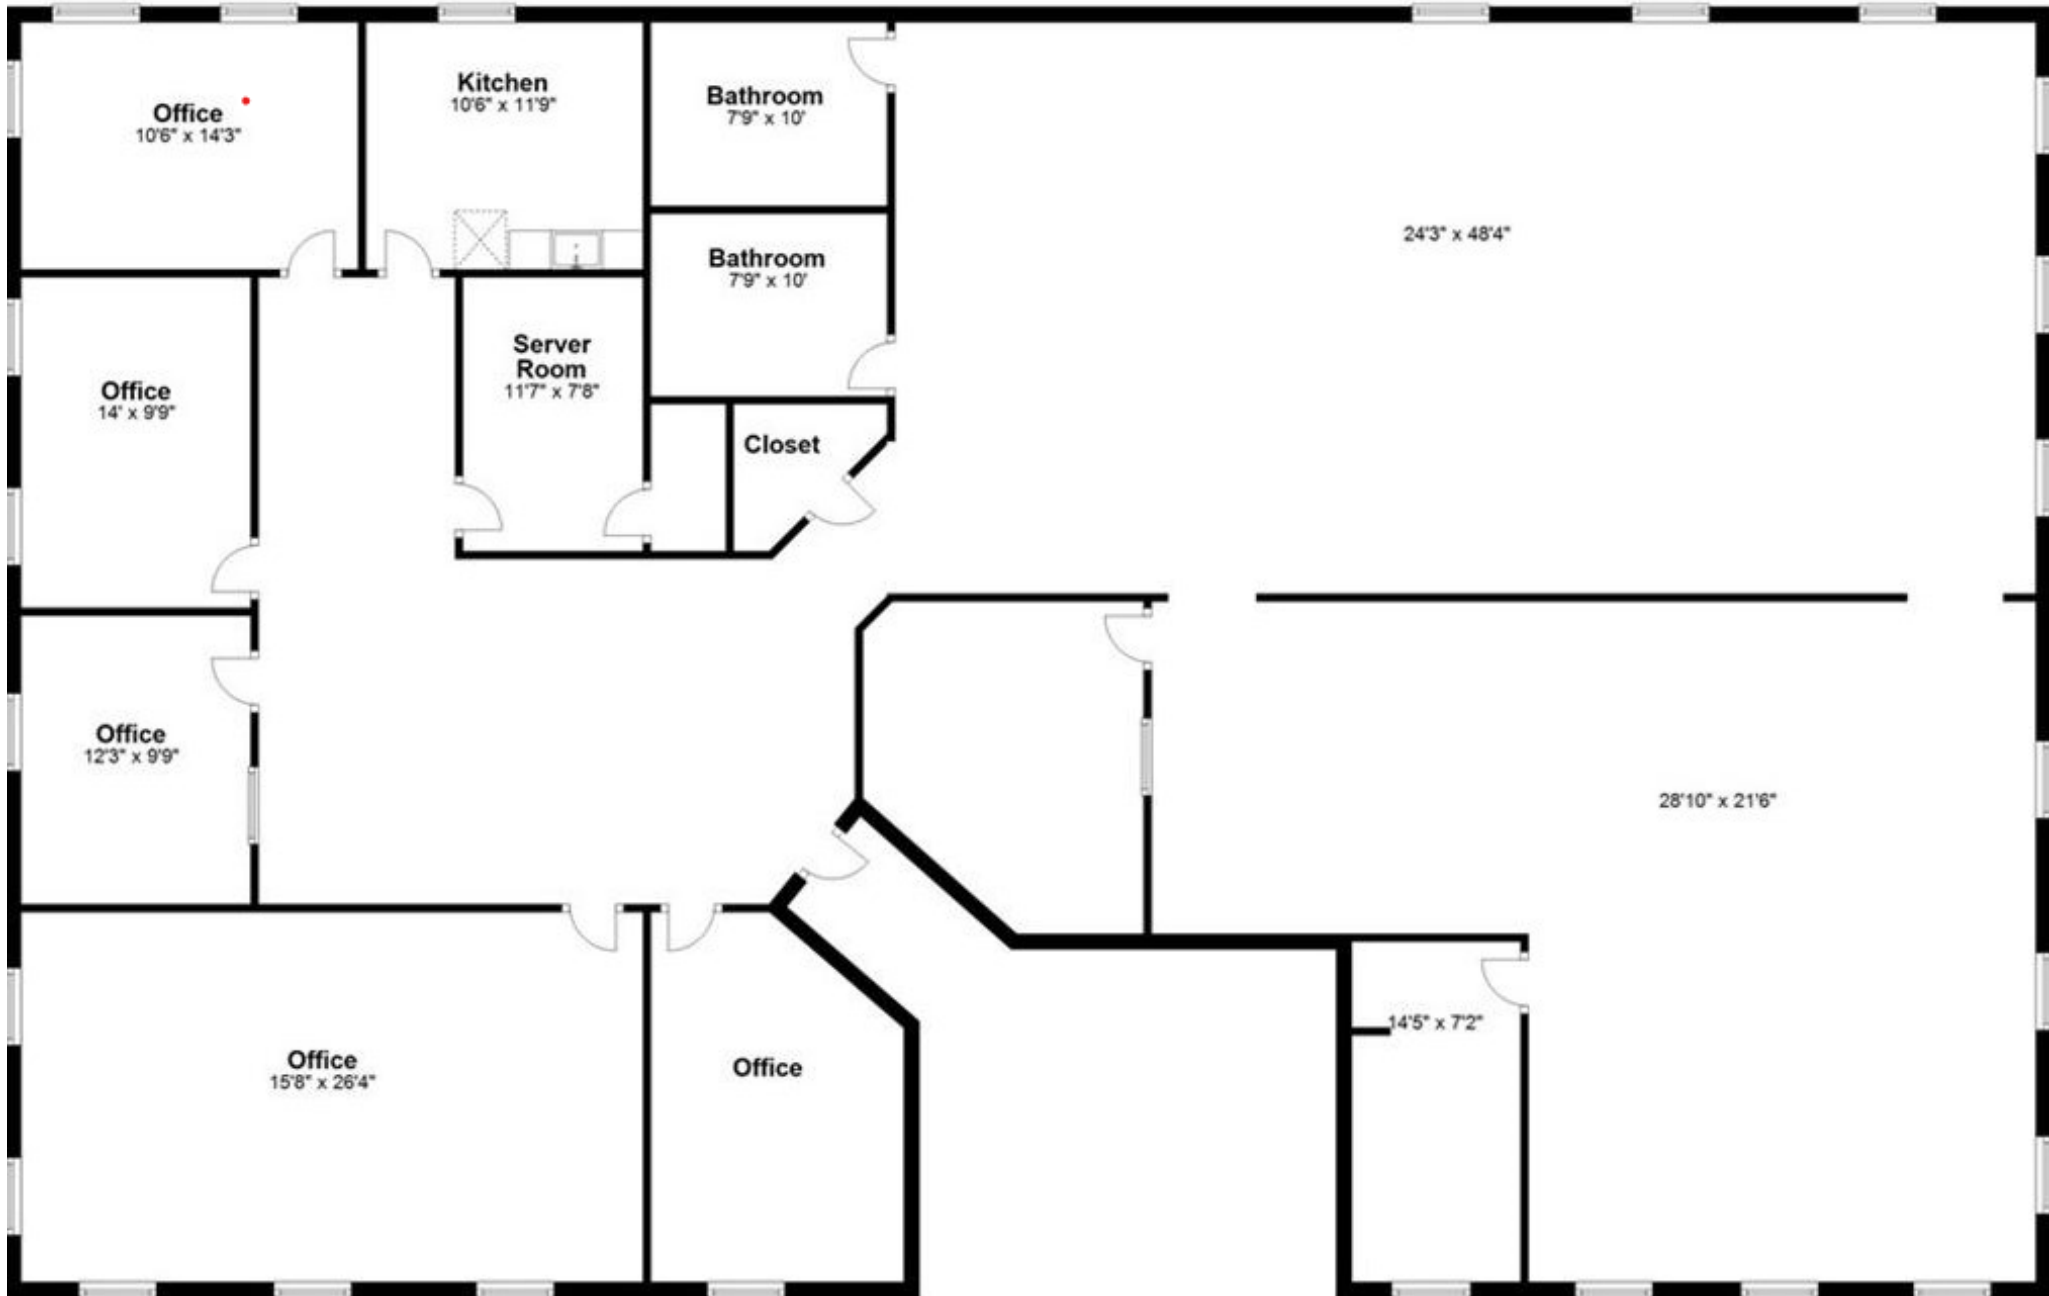 Office
10'6" x 14'3"
Kitchen
10'6" x 11'9"
Bathroom
7'9" x 10'
24'3" x 48'4"
Bathroom
7'9" x 10'
Server
Room
11'7" x 7'8"
Office
14' x 9'9"
Closet
Office
12'3" x 9'9"
28'10" x 21'6"
14'5" x 7'2"
Office
15'8" x 26'4"
Office